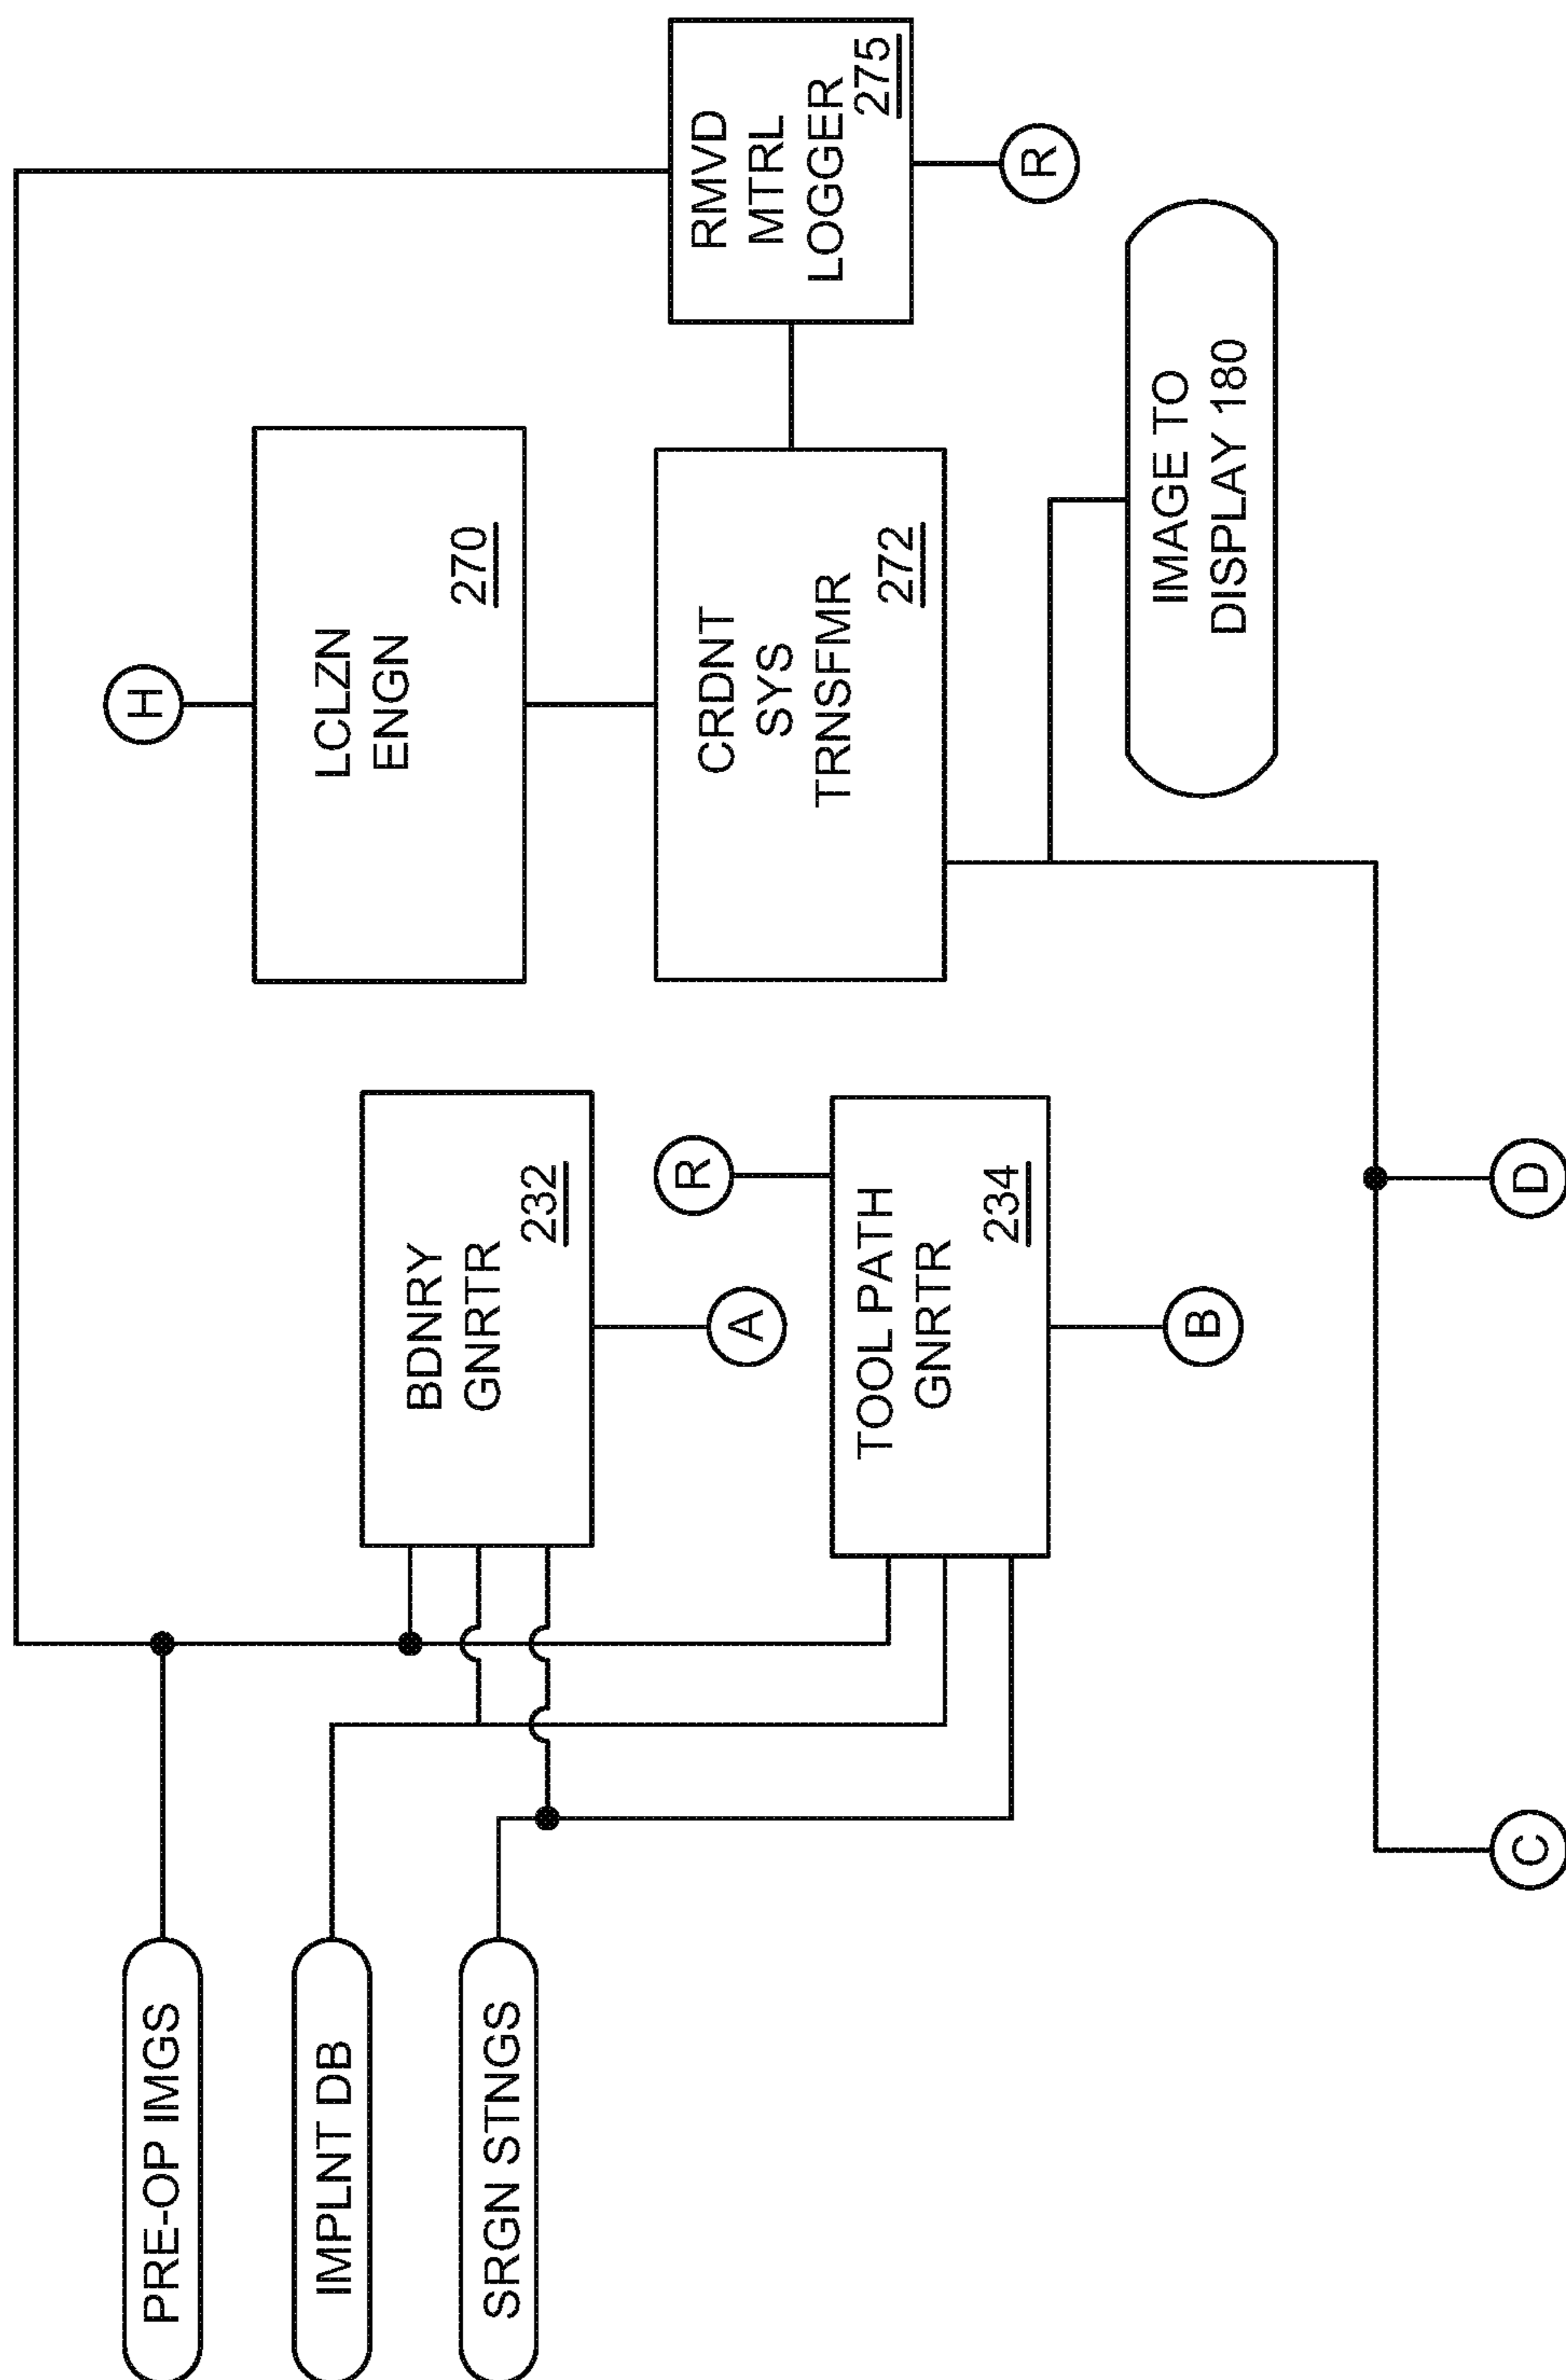 PRE-OP IMGS
IMPLNT DB
SRGN STNGS
BDNRY
GNRTR
232
A
R
TOOL PATH
GNRTR
234
B
H
LCLZN
ENGN
270
CRDNT
SYS
TRNSFMR
272
RMVD
MTRL
LOGGER
275
R
IMAGE TO
DISPLAY 180
C
D